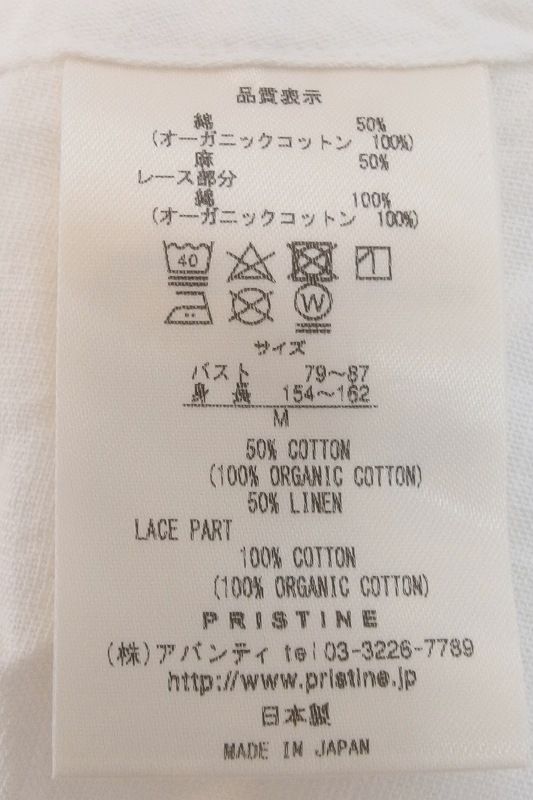 品質表示
綿 50%
(オーガニックコットン 100%)
麻 50%
レース部分
綿 100%
(オーガニックコットン 100%)
40
W
サイズ
バスト 79~87
身長 154~162
M
50% COTTON
(100% ORGANIC COTTON)
50% LINEN
LACE PART
100% COTTON
(100% ORGANIC COTTON)
PRISTINE
(株)アバンティ tel 03-3226-7789
http://www.pristine.jp
日本製
MADE IN JAPAN